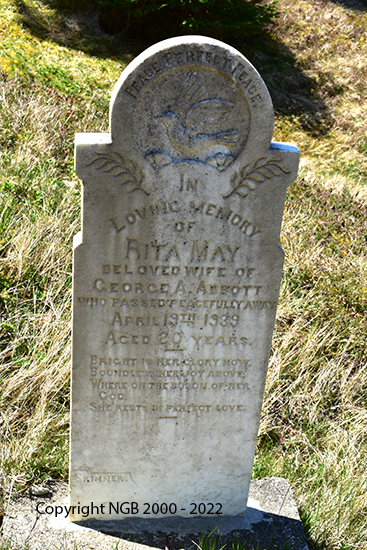 PEACE PERFECT PEACE
IN
LOVING MEMORY
OF
RITA MAY
BELOVED WIFE OF
GEORGE A. ABBOTT
WHO PASSED PEACEFULLY AWAY
APRIL 19TH 1939
AGED 20 YEARS.
BRIGHT IS HER GLORY NOW,
BOUNDLESS HER JOY ABOVE,
WHERE ON THE BOSOM OF HER
GOD,
SHE RESTS IN PERFECT LOVE.
SKINNER
Copyright NGB 2000 - 2022